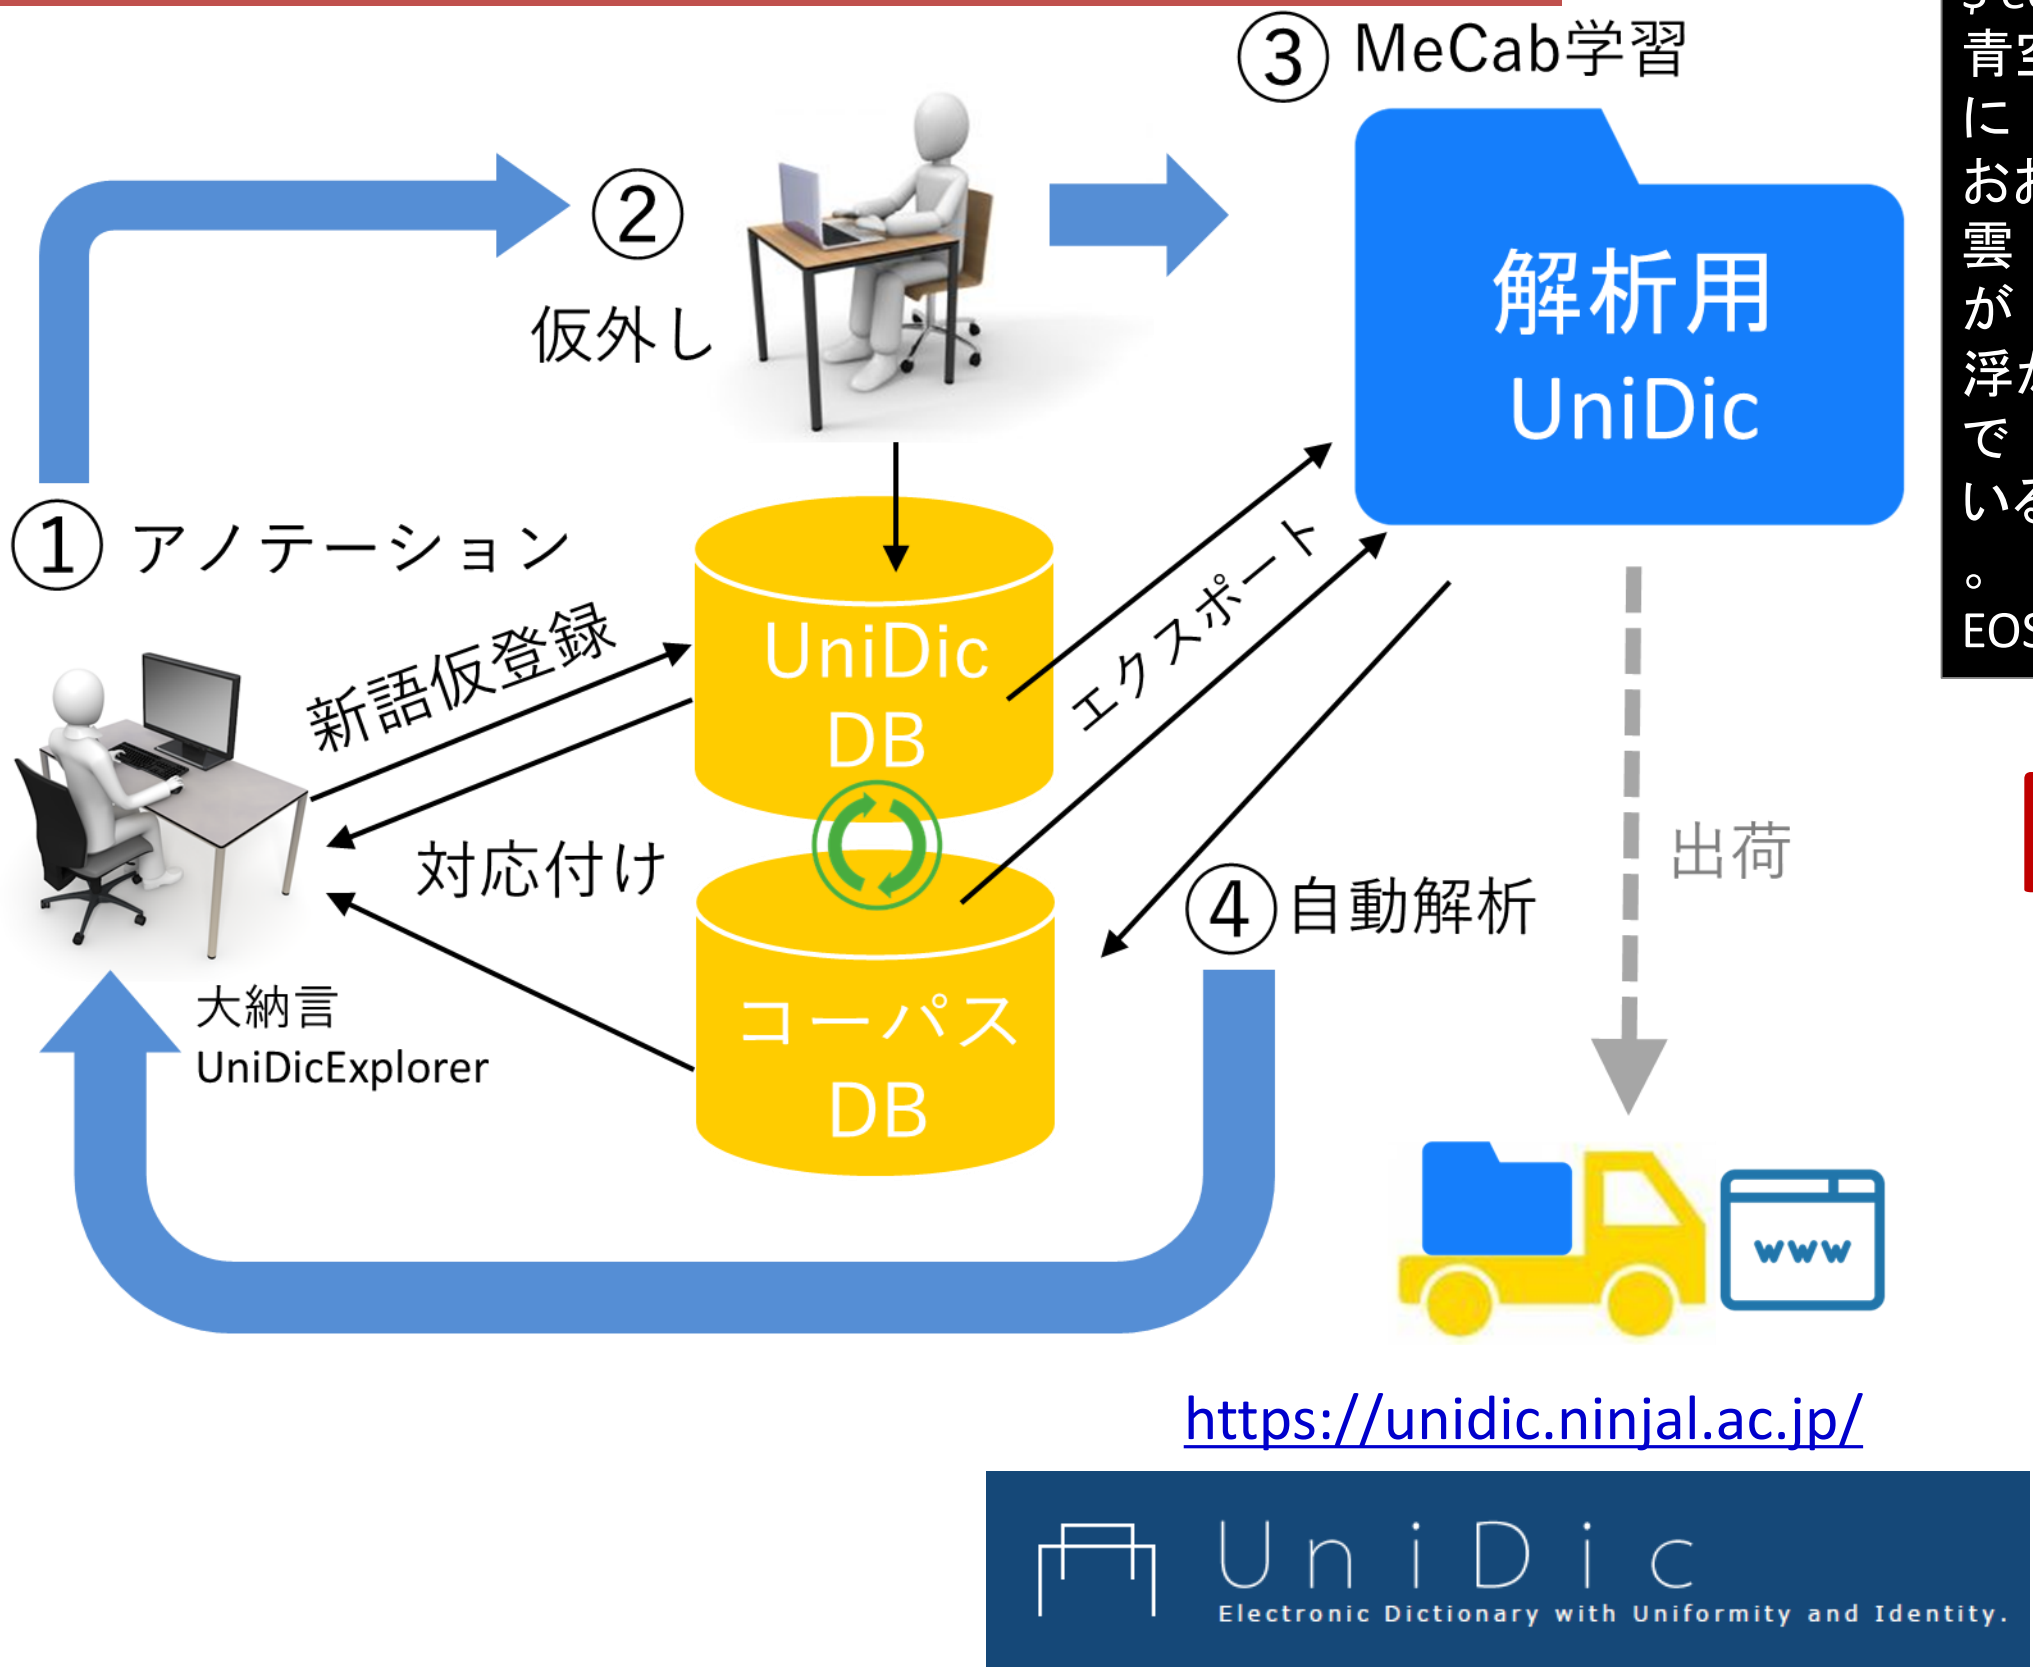 ③ MeCab学習
②
仮外し
解析用
UniDic
① アノテーション
新語仮登録
UniDic
DB
エクスポート
対応付け
④ 自動解析
出荷
大納言
UniDicExplorer
コーパス
DB
www
https://unidic.ninjal.ac.jp/
UniDic
Electronic Dictionary with Uniformity and Identity.
青
に
お
雲
が
浮
で
いる
。
EOS